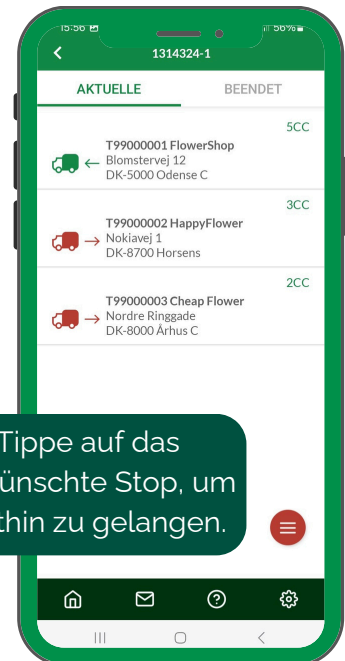 15:56
56%
1314324-1
AKTUELLE BEENDET
5CC
T99000001 FlowerShop
Blomstervej 12
DK-5000 Odense C
3CC
T99000002 HappyFlower
Nokiavej 1
DK-8700 Horsens
2CC
T99000003 Cheap Flower
Nordre Ringgade
DK-8000 Århus C
Tippe auf das
ünschte Stop, um
thin zu gelangen.